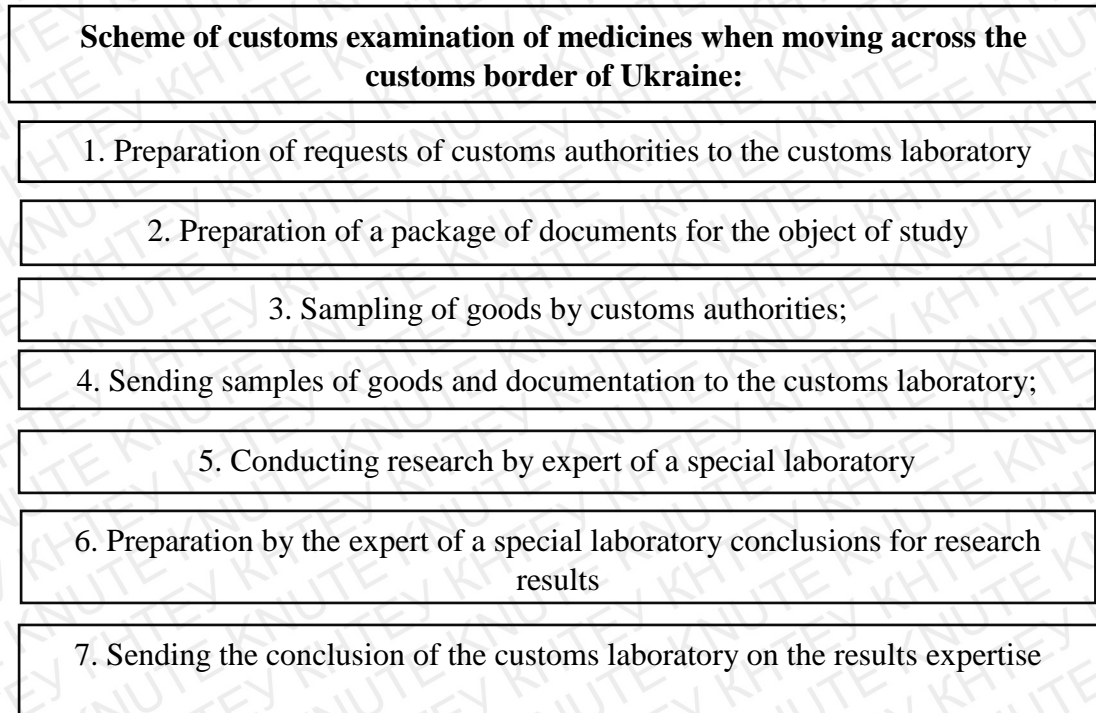 Scheme of customs examination of medicines when moving across the
customs border of Ukraine:
1. Preparation of requests of customs authorities to the customs laboratory
2. Preparation of a package of documents for the object of study
3. Sampling of goods by customs authorities;
4. Sending samples of goods and documentation to the customs laboratory;
5. Conducting research by expert of a special laboratory
6. Preparation by the expert of a special laboratory conclusions for research
results
7. Sending the conclusion of the customs laboratory on the results expertise